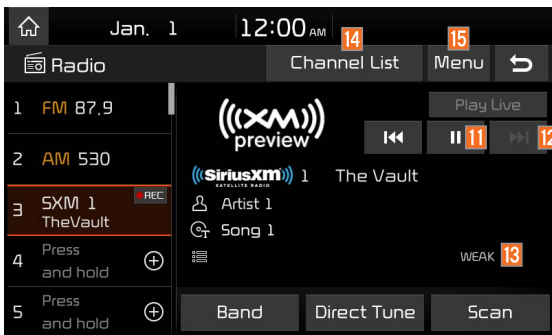 Jan. 1 12:00 AM
14 15
Radio Channel List Menu
1 FM 87.9
((XM)) preview
Play Live
11 12
2 AM 530
((SiriusXM)) SATELLITE RADIO 1 The Vault
3 SXM 1 REC
TheVault
Artist 1
Song 1
4 Press and hold
WEAK 13
5 Press and hold
Band Direct Tune Scan